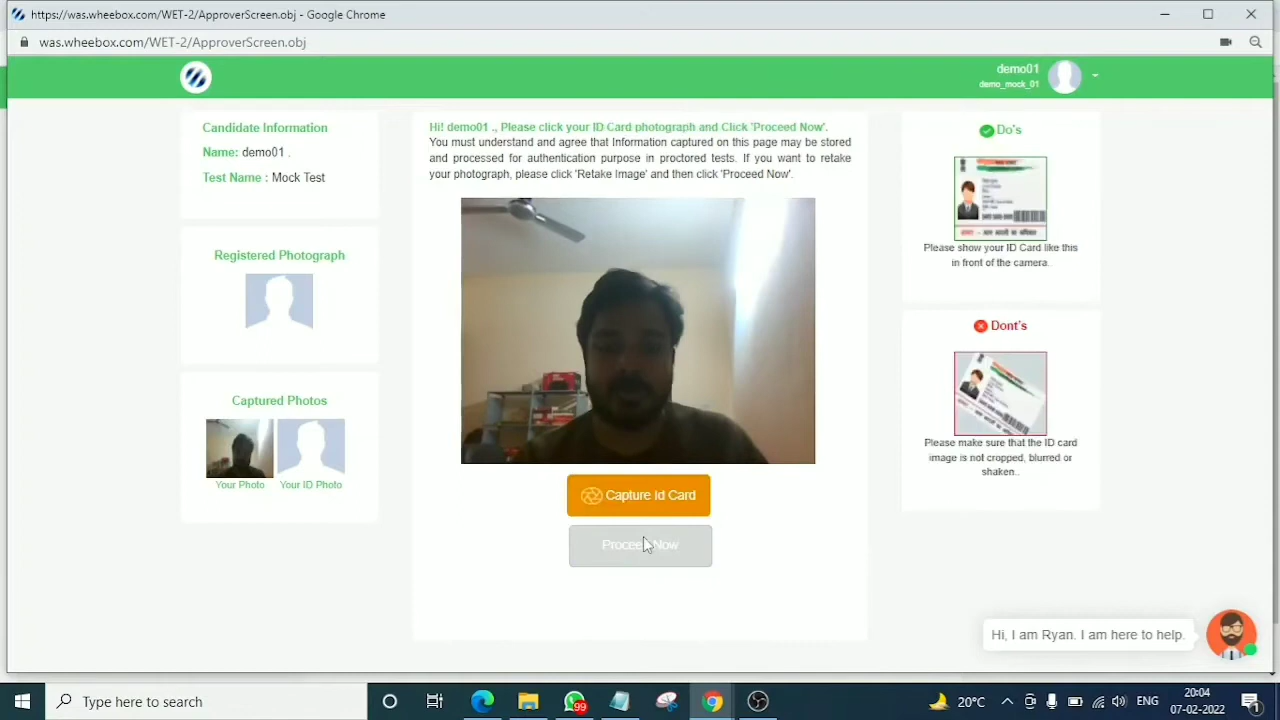 https://was.wheebox.com/WET-2/ApproverScreen.obj - Google Chrome
was.wheebox.com/WET-2/ApproverScreen.obj
demo01
demo_mock_01
Candidate Information
Name: demo01 .
Test Name : Mock Test
Registered Photograph
Captured Photos
Your Photo
Your ID Photo
Hi! demo01 ., Please click your ID Card photograph and Click 'Proceed Now'.
You must understand and agree that Information captured on this page may be stored
and processed for authentication purpose in proctored tests. If you want to retake
your photograph, please click 'Retake Image' and then click 'Proceed Now'.
Capture Id Card
Proceed Now
Do's
Please show your ID Card like this
in front of the camera.
Dont's
Please make sure that the ID card
image is not cropped, blurred or
shaken..
Hi, I am Ryan. I am here to help.
Type here to search
99
20°C
ENG
20:04
07-02-2022
1